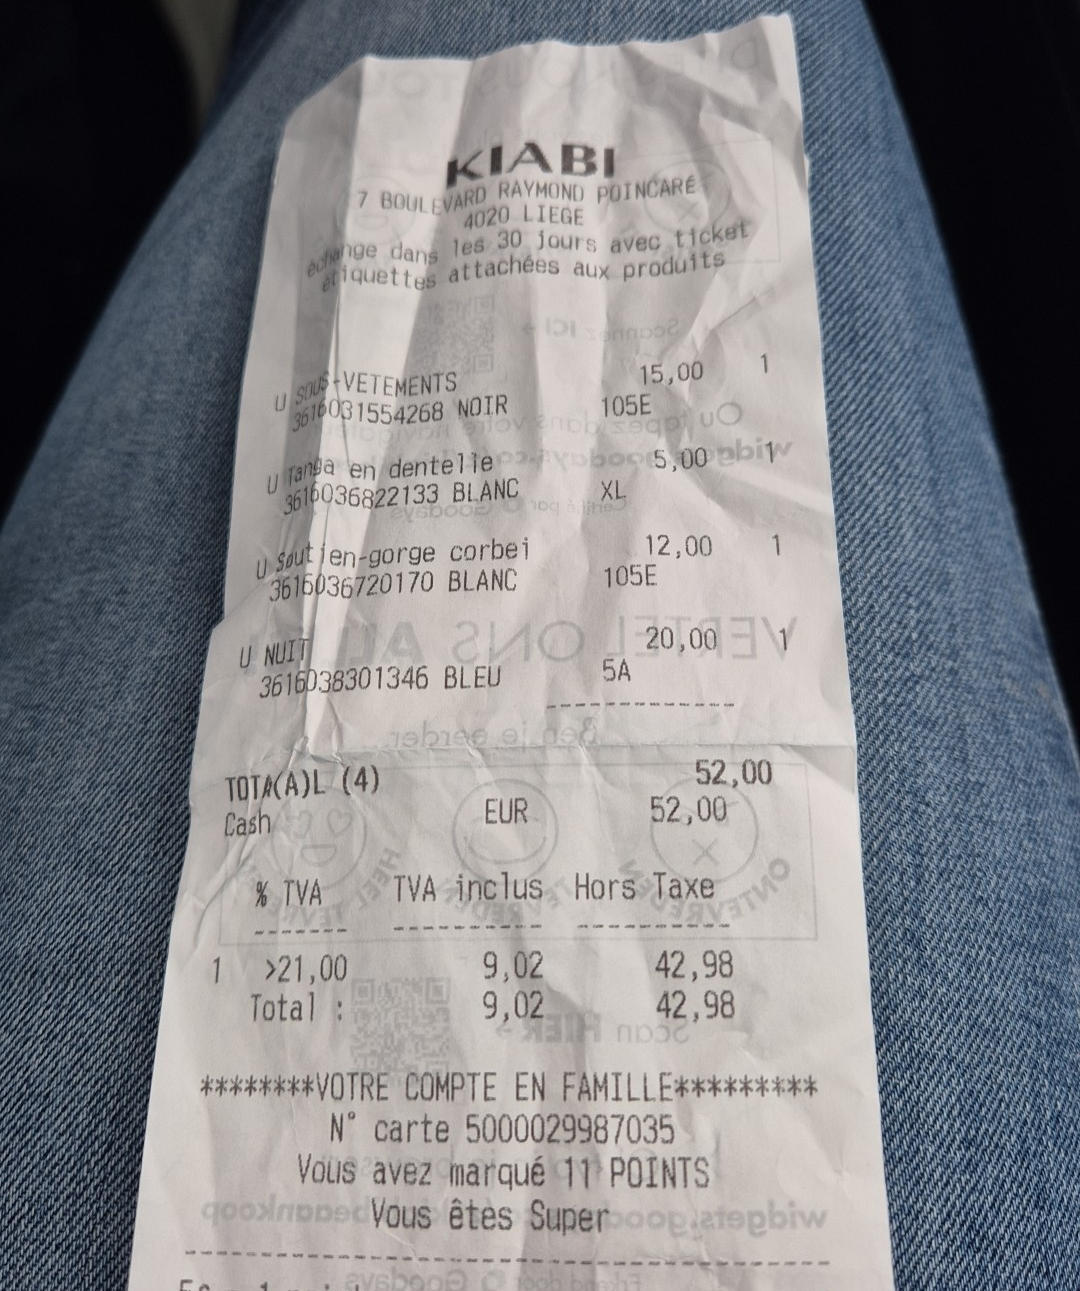 KIABI
7 BOULEVARD RAYMOND POINCARÉ
4020 LIEGE
échange dans les 30 jours avec ticket
étiquettes attachées aux produits
U SOUS-VETEMENTS 15,00 1
3616031554268 NOIR 105E
U Tanga en dentelle 5,00 1
3616036822133 BLANC XL
U Soutien-gorge corbei 12,00 1
3616036720170 BLANC 105E
U NUIT 20,00 1
3616038301346 BLEU 5A
TOTA(A)L (4) 52,00
Cash EUR 52,00
% TVA TVA inclus Hors Taxe
1 >21,00 9,02 42,98
Total : 9,02 42,98
********VOTRE COMPTE EN FAMILLE*********
N° carte 5000029987035
Vous avez marqué 11 POINTS
Vous êtes Super